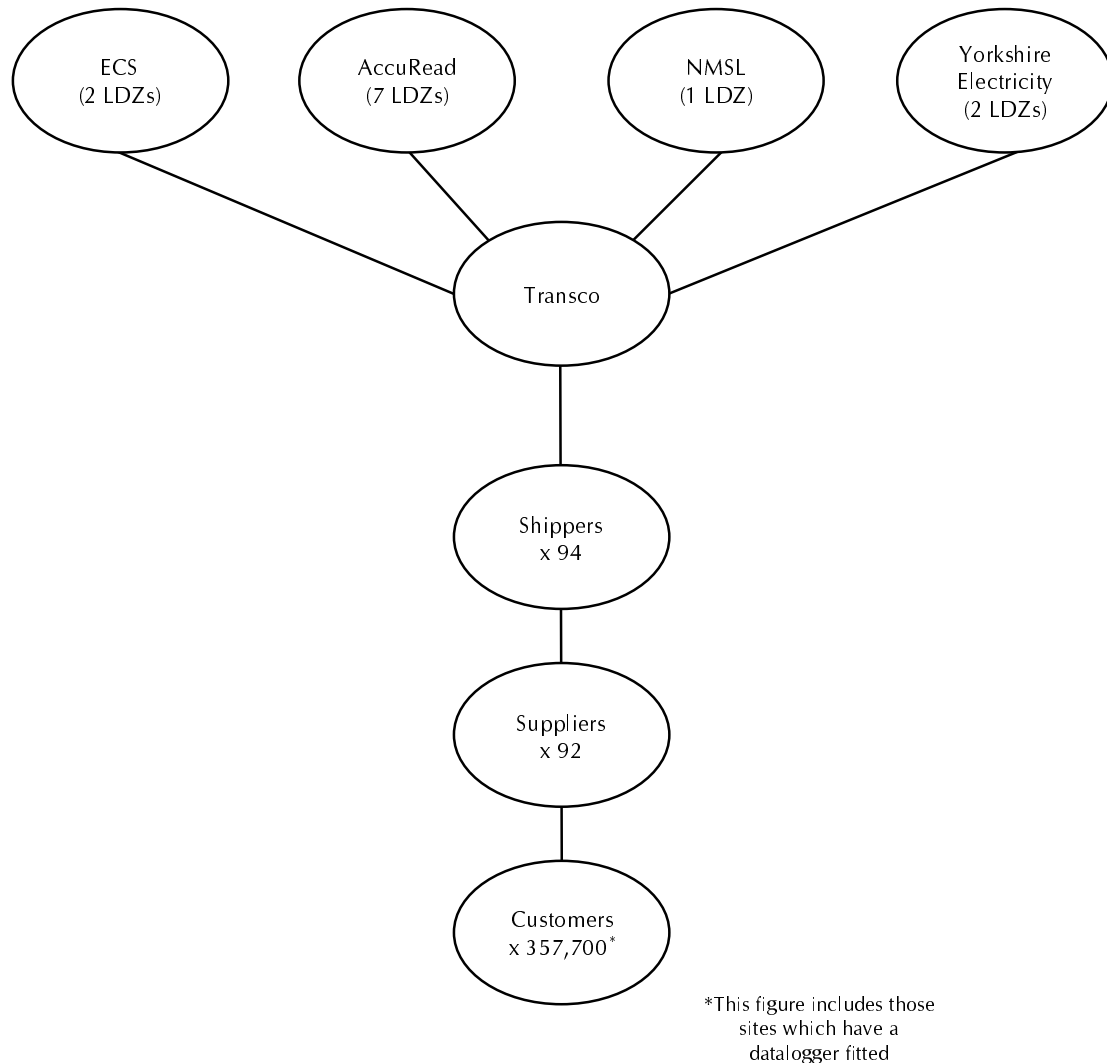 ECS
(2 LDZs)
AccuRead
(7 LDZs)
NMSL
(1 LDZ)
Yorkshire
Electricity
(2 LDZs)
Transco
Shippers
x 94
Suppliers
x 92
Customers
x 357,700*
*This figure includes those
sites which have a
datalogger fitted